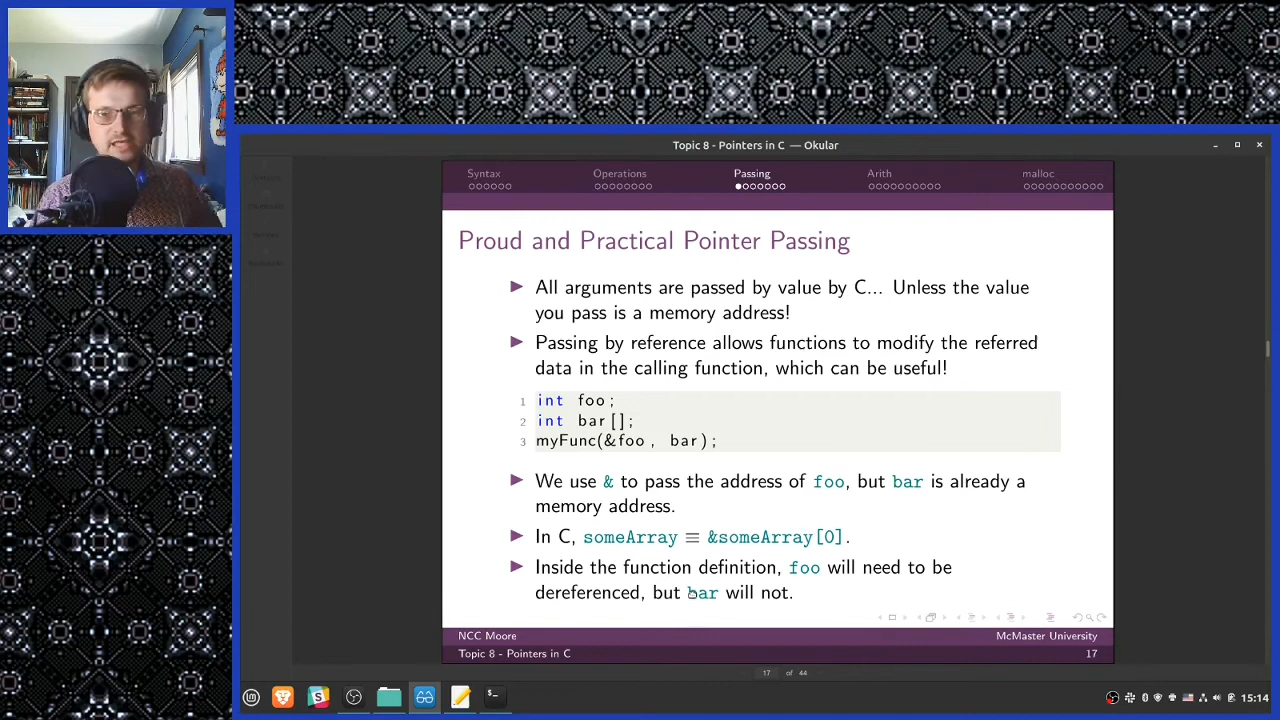 Topic 8 - Pointers in C — Okular
Syntax Operations Passing Arith malloc
Proud and Practical Pointer Passing
All arguments are passed by value by C... Unless the value
you pass is a memory address!
Passing by reference allows functions to modify the referred
data in the calling function, which can be useful!
1 int foo;
2 int bar[];
3 myFunc(&foo, bar);
We use & to pass the address of foo, but bar is already a
memory address.
In C, someArray ≡ &someArray[0].
Inside the function definition, foo will need to be
dereferenced, but bar will not.
NCC Moore McMaster University
Topic 8 - Pointers in C 17
17 of 44
15:14